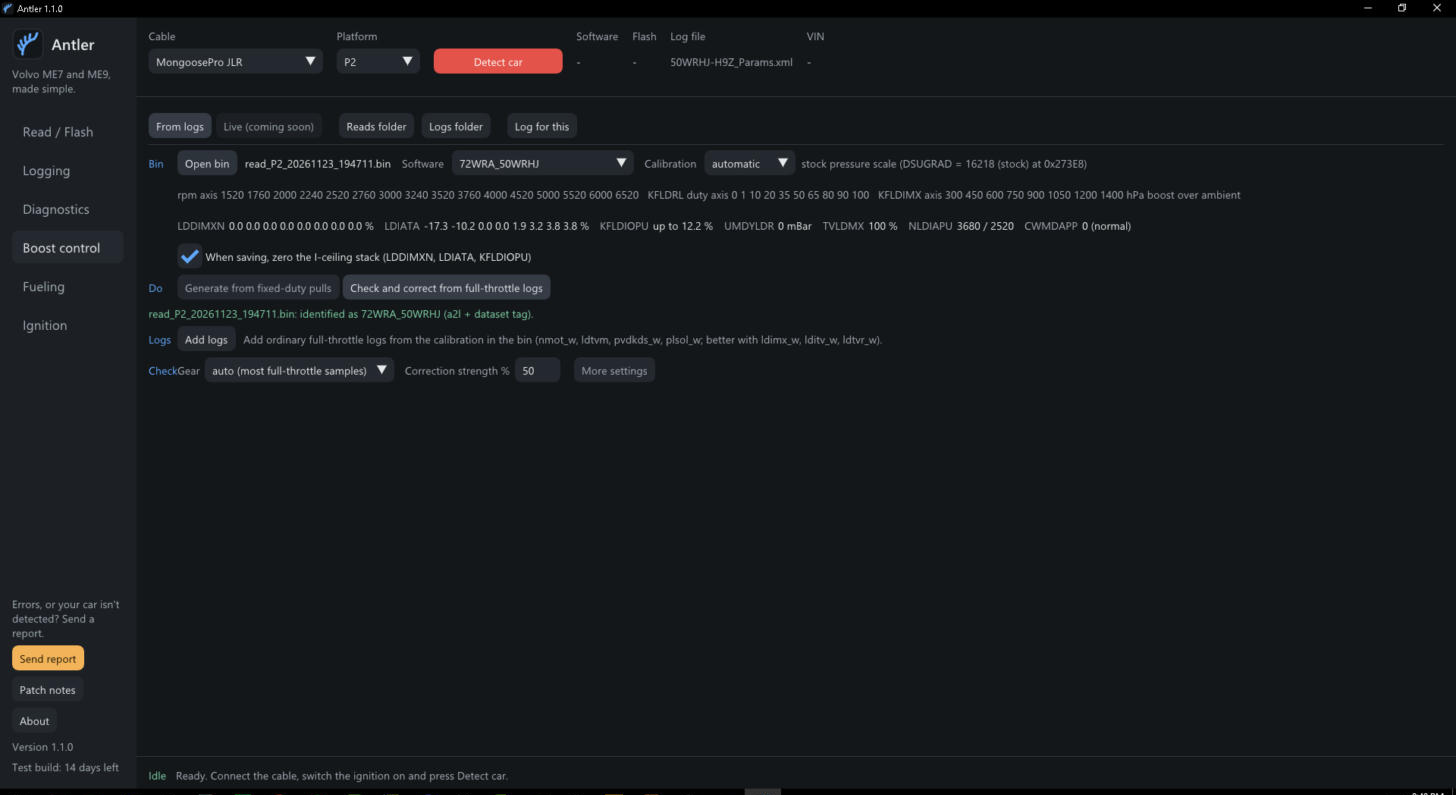 Antler 1.1.0
Antler
Volvo ME7 and ME9,
made simple.
Read / Flash
Logging
Diagnostics
Boost control
Fueling
Ignition
Errors, or your car isn't
detected? Send a
report.
Send report
Patch notes
About
Version 1.1.0
Test build: 14 days left
Cable Platform Software Flash Log file VIN
MongoosePro JLR P2 Detect car - - 50WRHJ-H9Z_Params.xml -
From logs Live (coming soon) Reads folder Logs folder Log for this
Bin Open bin read_P2_20261123_194711.bin Software 72WRA_50WRHJ Calibration automatic stock pressure scale (DSUGRAD = 16218 (stock) at 0x273E8)
rpm axis 1520 1760 2000 2240 2520 2760 3000 3240 3520 3760 4000 4520 5000 5520 6000 6520 KFLDRL duty axis 0 1 10 20 35 50 65 80 90 100 KFLDIMX axis 300 450 600 750 900 1050 1200 1400 hPa boost over ambient
LDDIMXN 0.0 0.0 0.0 0.0 0.0 0.0 0.0 0.0 % LDIATA -17.3 -10.2 0.0 0.0 1.9 3.2 3.8 3.8 % KFLDIOPU up to 12.2 % UMDYLDR 0 mBar TVLDMX 100 % NLDIAPU 3680 / 2520 CWMDAPP 0 (normal)
When saving, zero the I-ceiling stack (LDDIMXN, LDIATA, KFLDIOPU)
Do Generate from fixed-duty pulls Check and correct from full-throttle logs
read_P2_20261123_194711.bin: identified as 72WRA_50WRHJ (a2l + dataset tag).
Logs Add logs Add ordinary full-throttle logs from the calibration in the bin (nmot_w, ldtvm, pvdkds_w, plsol_w; better with ldimx_w, lditv_w, ldtvr_w).
Check Gear auto (most full-throttle samples) Correction strength % 50 More settings
Idle Ready. Connect the cable, switch the ignition on and press Detect car.